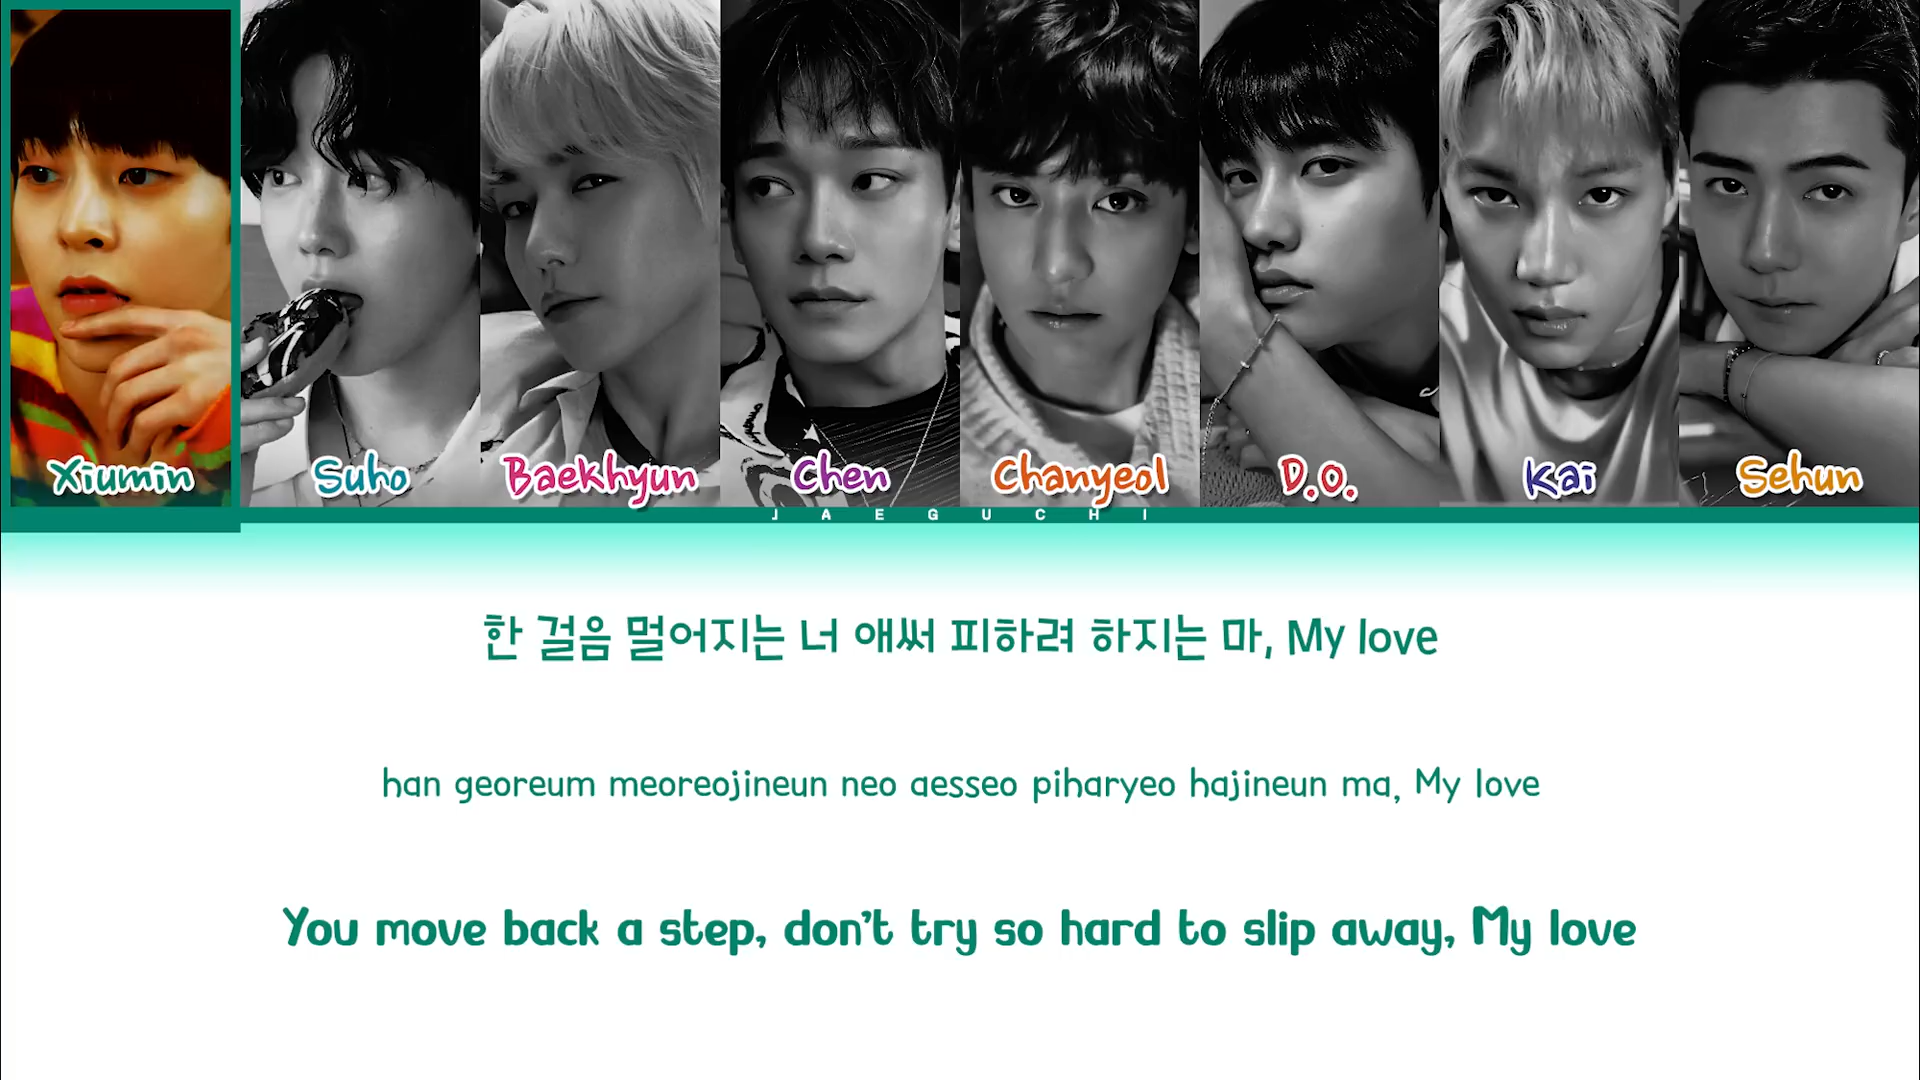 Xiumin
Suho
Baekhyun
Chen
Chanyeol
D.O.
Kai
Sehun
JAEGUCHI
한 걸음 멀어지는 너 애써 피하려 하지는 마, My love
han georeum meoreojineun neo aesseo piharyeo hajineun ma, My love
You move back a step, don't try so hard to slip away, My love